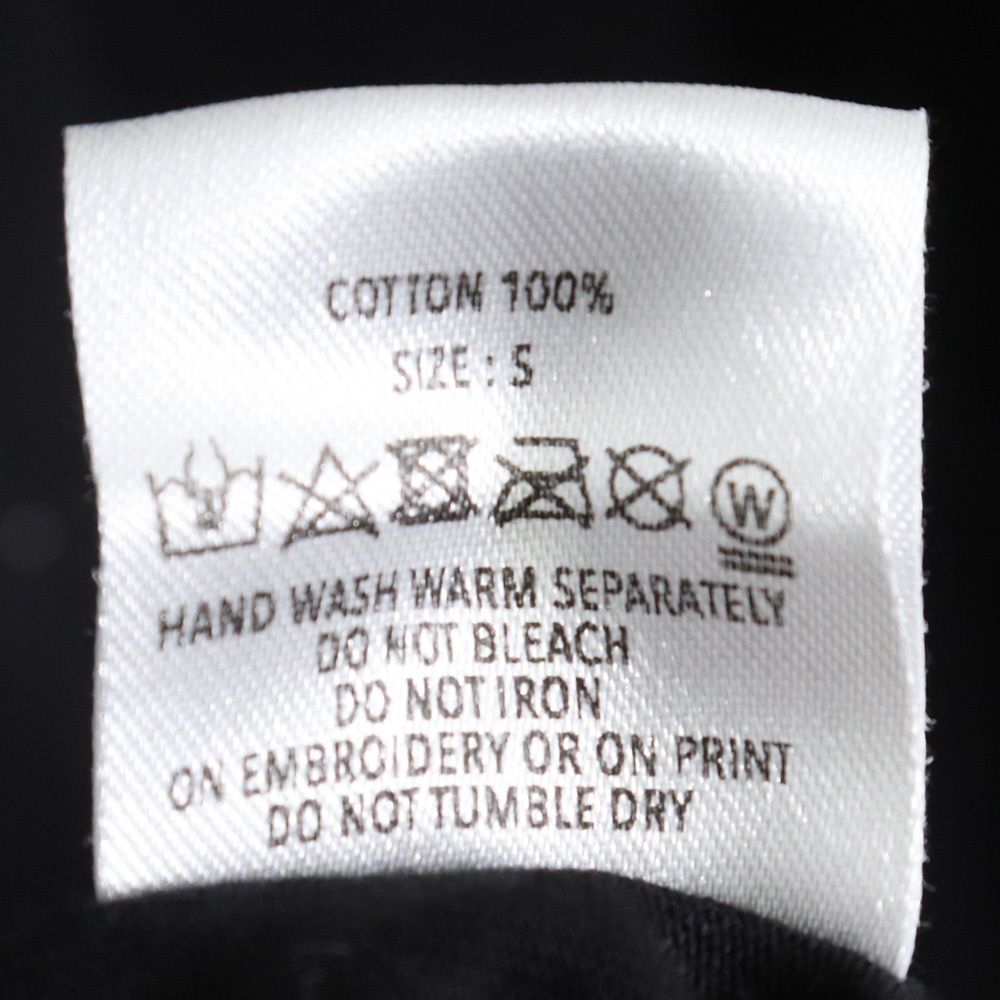 COTTON 100%
SIZE : S
W
HAND WASH WARM SEPARATELY
DO NOT BLEACH
DO NOT IRON
ON EMBROIDERY OR ON PRINT
DO NOT TUMBLE DRY